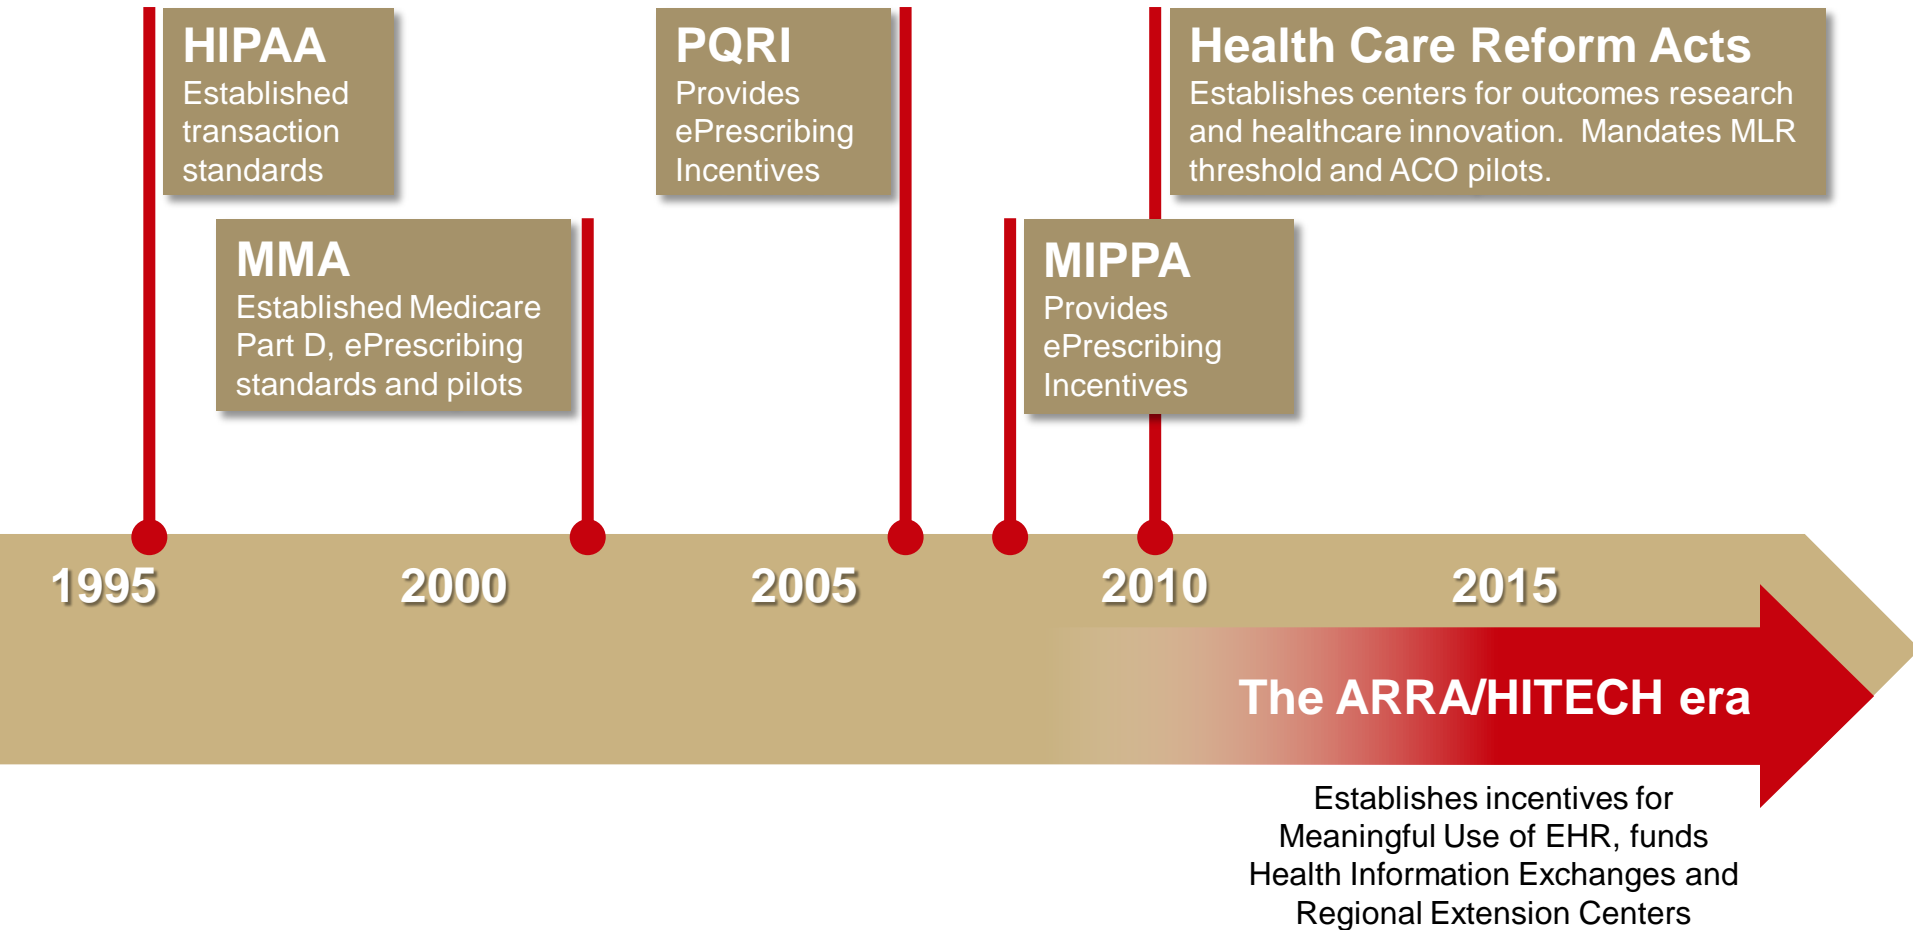 HIPAA
Established
transaction
standards
PQRI
Provides
ePrescribing
Incentives
Health Care Reform Acts
Establishes centers for outcomes research
and healthcare innovation.  Mandates MLR
threshold and ACO pilots.
MMA
Established Medicare
Part D, ePrescribing
standards and pilots
MIPPA
Provides
ePrescribing
Incentives
1995
2000
2005
2010
2015
The ARRA/HITECH era
Establishes incentives for
Meaningful Use of EHR, funds
Health Information Exchanges and
Regional Extension Centers